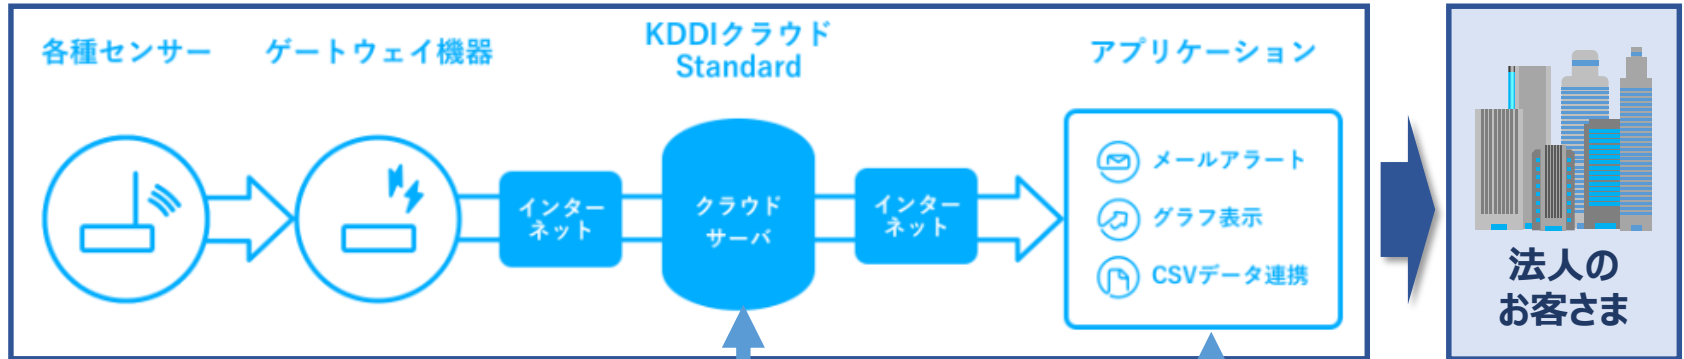 各種センサー
ゲートウェイ機器
KDDIクラウド
Standard
アプリケーション
インター
ネット
クラウド
サーバ
インター
ネット
メールアラート
グラフ表示
CSVデータ連携
法人の
お客さま